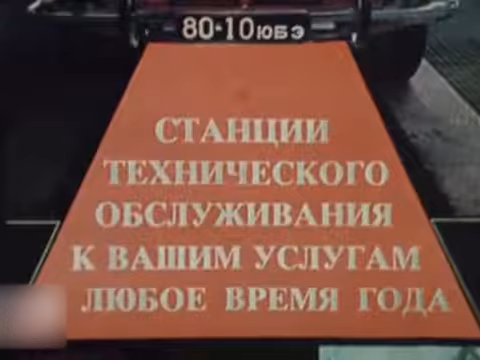 80-10 ЮБЭ
СТАНЦИИ
ТЕХНИЧЕСКОГО
ОБСЛУЖИВАНИЯ
К ВАШИМ УСЛУГАМ
ЛЮБОЕ ВРЕМЯ ГОДА